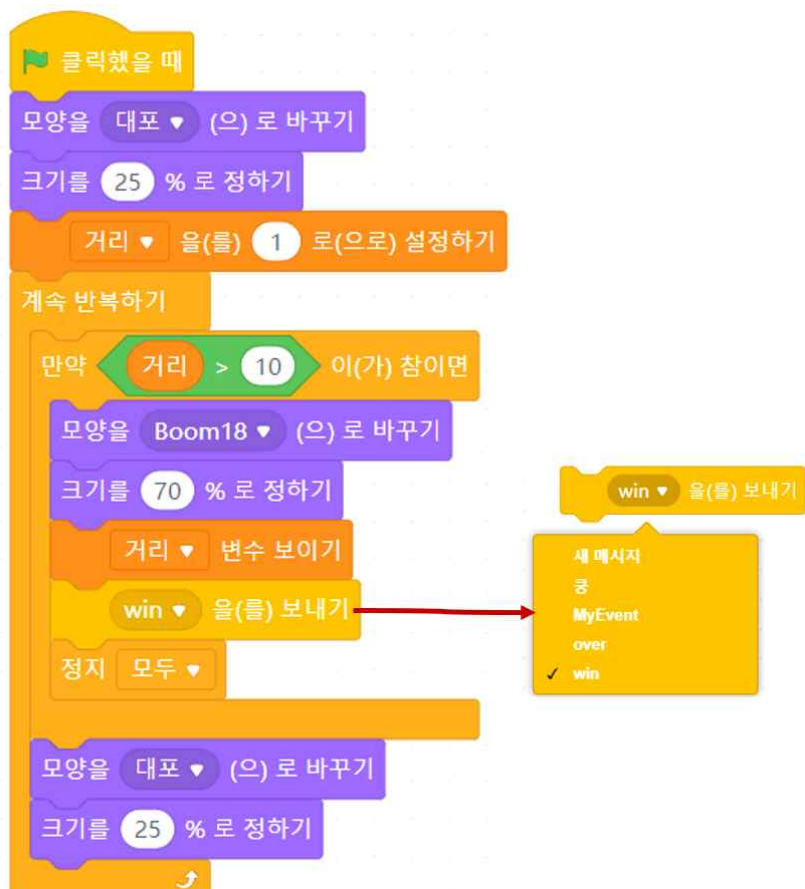 클릭했을 때
모양을 대포 (으) 로 바꾸기
크기를 25 % 로 정하기
거리 을(를) 1 로(으로) 설정하기
계속 반복하기
만약 거리 > 10 이(가) 참이면
모양을 Boom18 (으) 로 바꾸기
크기를 70 % 로 정하기
거리 변수 보이기
win 을(를) 보내기
정지 모두
모양을 대포 (으) 로 바꾸기
크기를 25 % 로 정하기
win 을(를) 보내기
새 메시지
쿵
MyEvent
over
✓ win